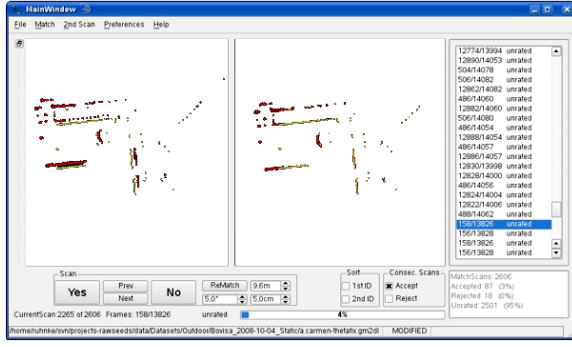 MainWindow
File Match 2nd Scan Preferences Help
12774/13994 unrated
12890/14053 unrated
504/14078 unrated
506/14082 unrated
12862/14082 unrated
486/14060 unrated
12882/14060 unrated
506/14080 unrated
486/14054 unrated
12888/14054 unrated
486/14057 unrated
12886/14057 unrated
12830/13998 unrated
12828/14000 unrated
486/14056 unrated
12824/14004 unrated
12822/14006 unrated
488/14062 unrated
158/13826 unrated
156/13828 unrated
158/13826 unrated
156/13828 unrated
Scan
Yes
Prev
Next
No
ReMatch 9,6m
5,0° 5,0cm
Sort
1st ID
2nd ID
Consec. Scans
Accept
Reject
MatchScans: 2606
Accepted: 87 (3%)
Rejected: 18 (0%)
Unrated: 2501 (95%)
CurrentScan:2265 of 2606 Frames: 158/13826 unrated 4%
/home/ruhnke/svn/projects-rawseeds/data/Datasets/Outdoor/Bovisa_2008-10-04_Static/a.carmen-thetafix.gm2dl MODIFIED